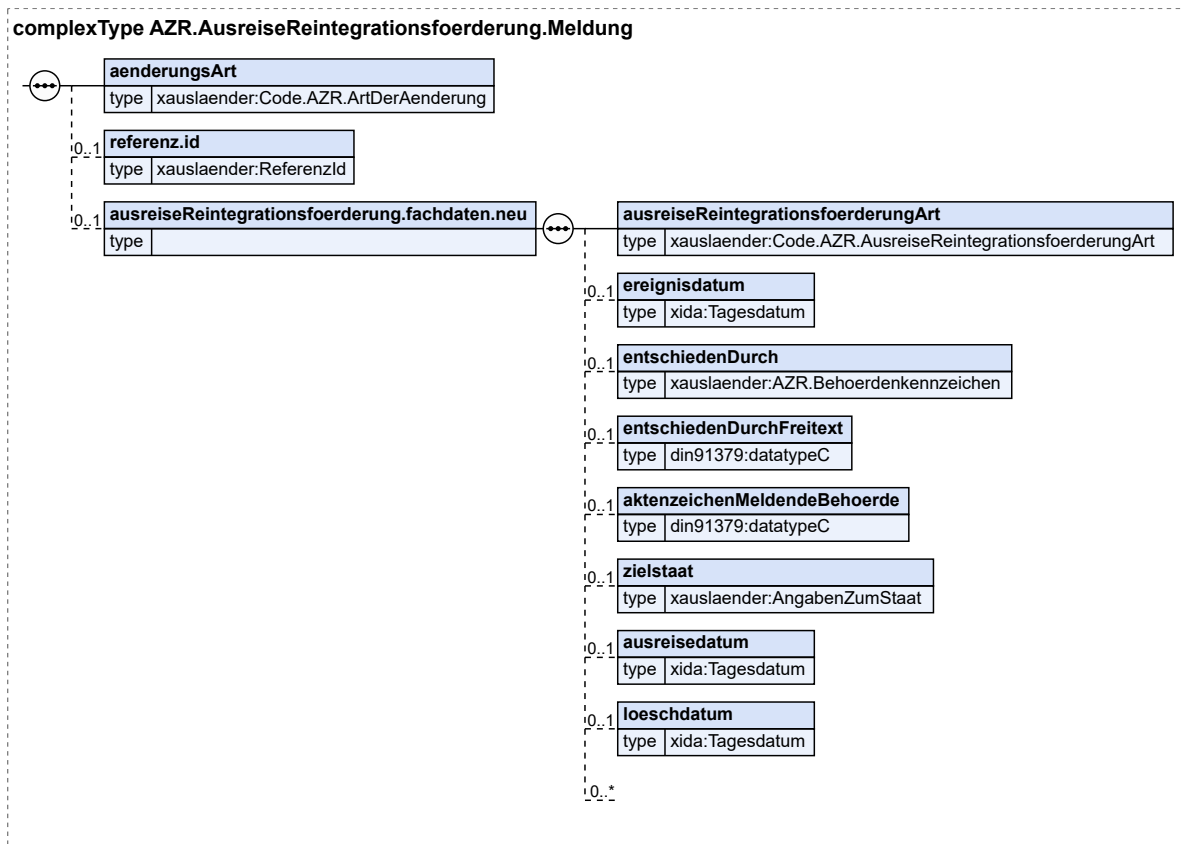 complexType AZR.AusreiseReintegrationsfoerderung.Meldung
aenderungsArt
type xauslaender:Code.AZR.ArtDerAenderung
0..1 referenz.id
type xauslaender:ReferenzId
0..1 ausreiseReintegrationsfoerderung.fachdaten.neu
type
ausreiseReintegrationsfoerderungArt
type xauslaender:Code.AZR.AusreiseReintegrationsfoerderungArt
0..1 ereignisdatum
type xida:Tagesdatum
0..1 entschiedenDurch
type xauslaender:AZR.Behoerdenkennzeichen
0..1 entschiedenDurchFreitext
type din91379:datatypeC
0..1 aktenzeichenMeldendeBehoerde
type din91379:datatypeC
0..1 zielstaat
type xauslaender:AngabenZumStaat
0..1 ausreisedatum
type xida:Tagesdatum
0..1 loeschdatum
type xida:Tagesdatum
0..*